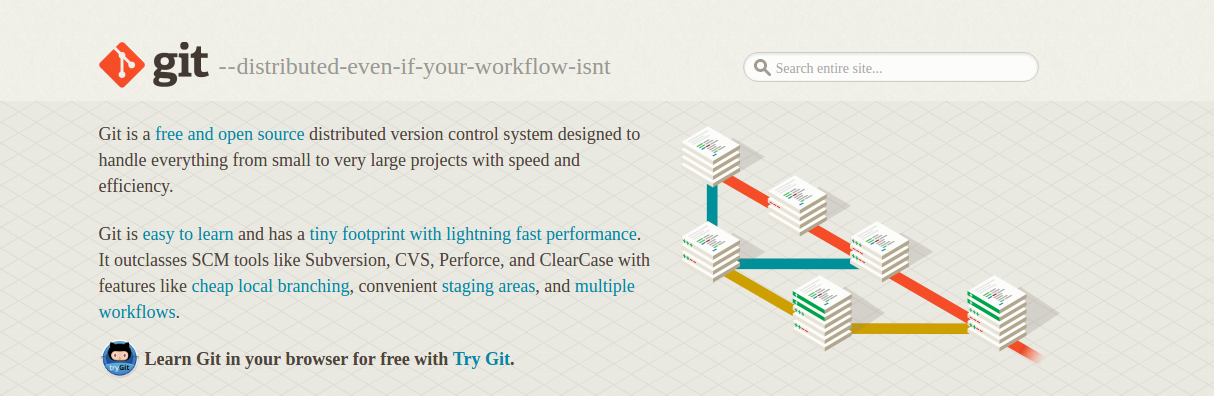 git --distributed-even-if-your-workflow-isnt
Search entire site...
Git is a free and open source distributed version control system designed to
handle everything from small to very large projects with speed and
efficiency.
Git is easy to learn and has a tiny footprint with lightning fast performance.
It outclasses SCM tools like Subversion, CVS, Perforce, and ClearCase with
features like cheap local branching, convenient staging areas, and multiple
workflows.
tryGit
Learn Git in your browser for free with Try Git.